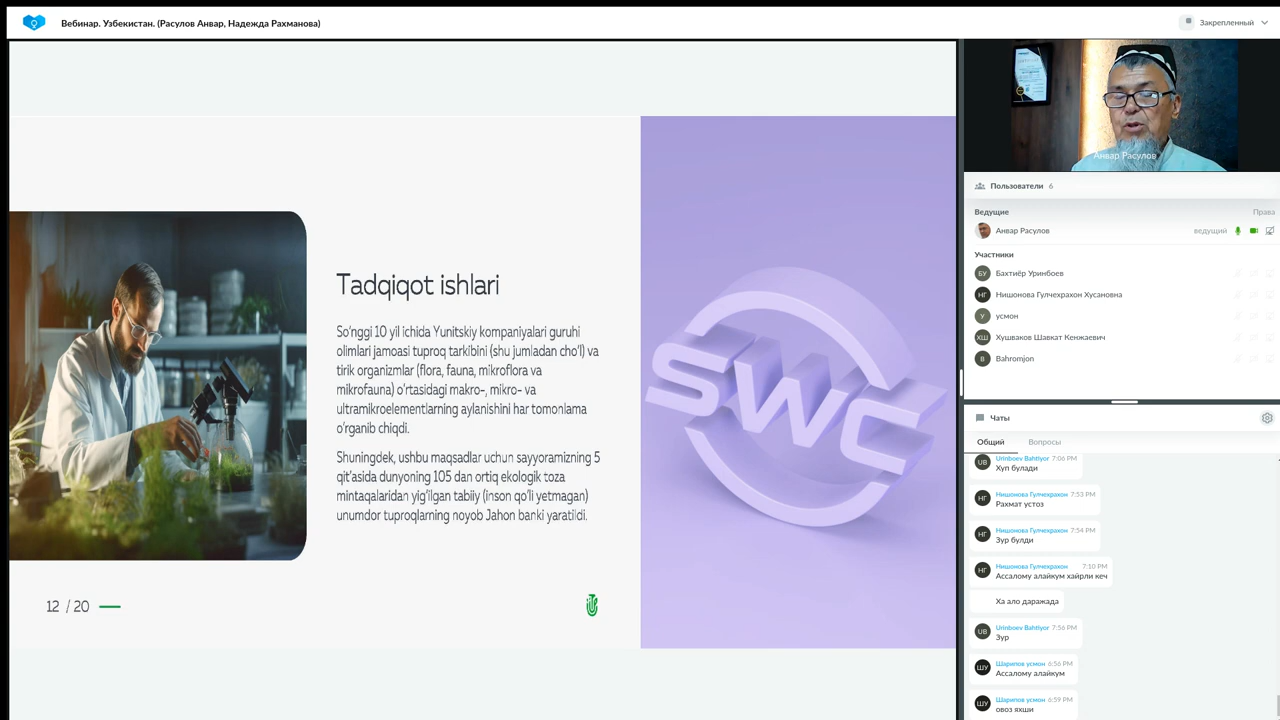 Вебинар. Узбекистан. (Расулов Анвар, Надежда Рахманова)
Закрепленный
Tadqiqot ishlari
So'nggi 10 yil ichida Yunitskiy kompaniyalari guruhi
olimlari jamoasi tuproq tarkibini (shu jumladan cho'l) va
tirik organizmlar (flora, fauna, mikroflora va
mikrofauna) o'rtasidagi makro-, mikro- va
ultramikroelementlarning aylanishini har tomonlama
o'rganib chiqdi.
Shuningdek, ushbu maqsadlar uchun sayyoramizning 5
qit'asida dunyoning 105 dan ortiq ekologik toza
mintaqalaridan yig'ilgan tabiiy (inson qo'li yetmagan)
unumdor tuproqlarning noyob Jahon banki yaratildi.
12 / 20
SWC
Анвар Расулов
Пользователи 6
Ведущие Права
Анвар Расулов ведущий
Участники
БУ Бахтиёр Уринбоев
НГ Нишонова Гулчехрахон Хусановна
У усмон
ХШ Хушваков Шавкат Кенжаевич
B Bahromjon
Чаты
Общий Вопросы
UB Urinboev Bahtiyor 7:06 PM
Хуп булади
НГ Нишонова Гулчехрахон 7:53 PM
Рахмат устоз
НГ Нишонова Гулчехрахон 7:54 PM
Зур булди
НГ Нишонова Гулчехрахон 7:10 PM
Ассалому алайкум хайрли кеч
Ха ало даражада
UB Urinboev Bahtiyor 7:56 PM
Зур
ШУ Шарипов усмон 6:56 PM
Ассалому алайкум
ШУ Шарипов усмон 6:59 PM
овоз яхши